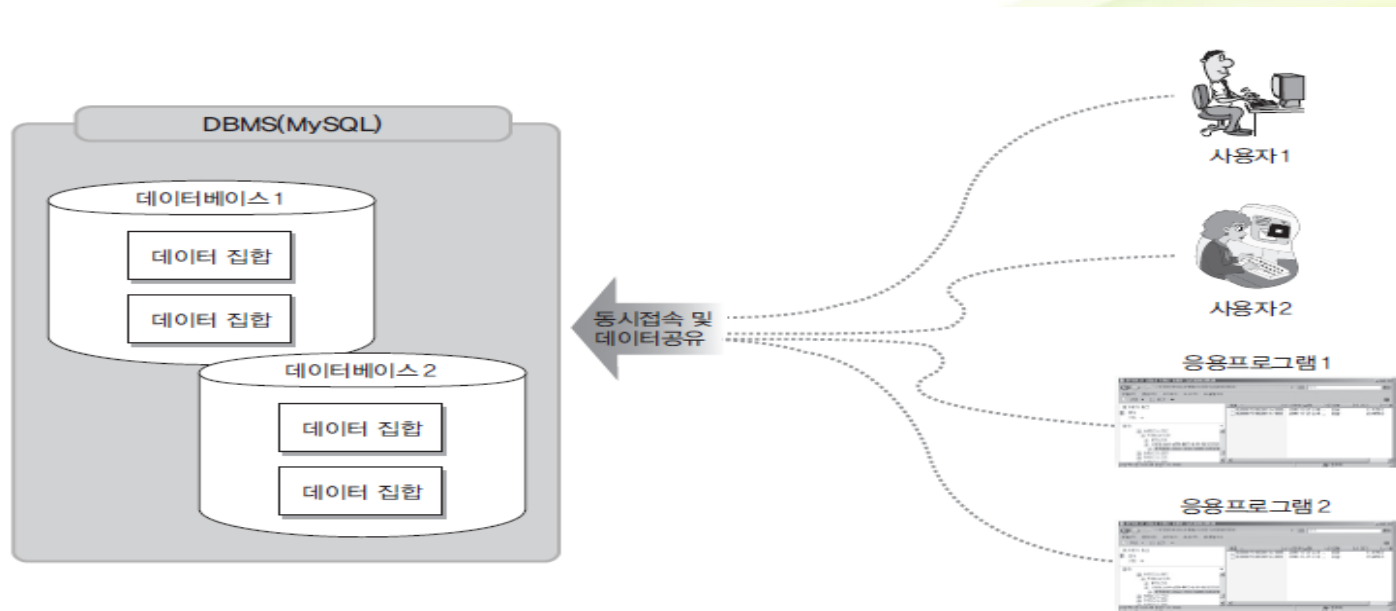 DBMS(MySQL)
데이터베이스 1
데이터 집합
데이터 집합
데이터베이스 2
데이터 집합
데이터 집합
동시접속 및
데이터공유
사용자 1
사용자 2
응용프로그램 1
응용프로그램 2